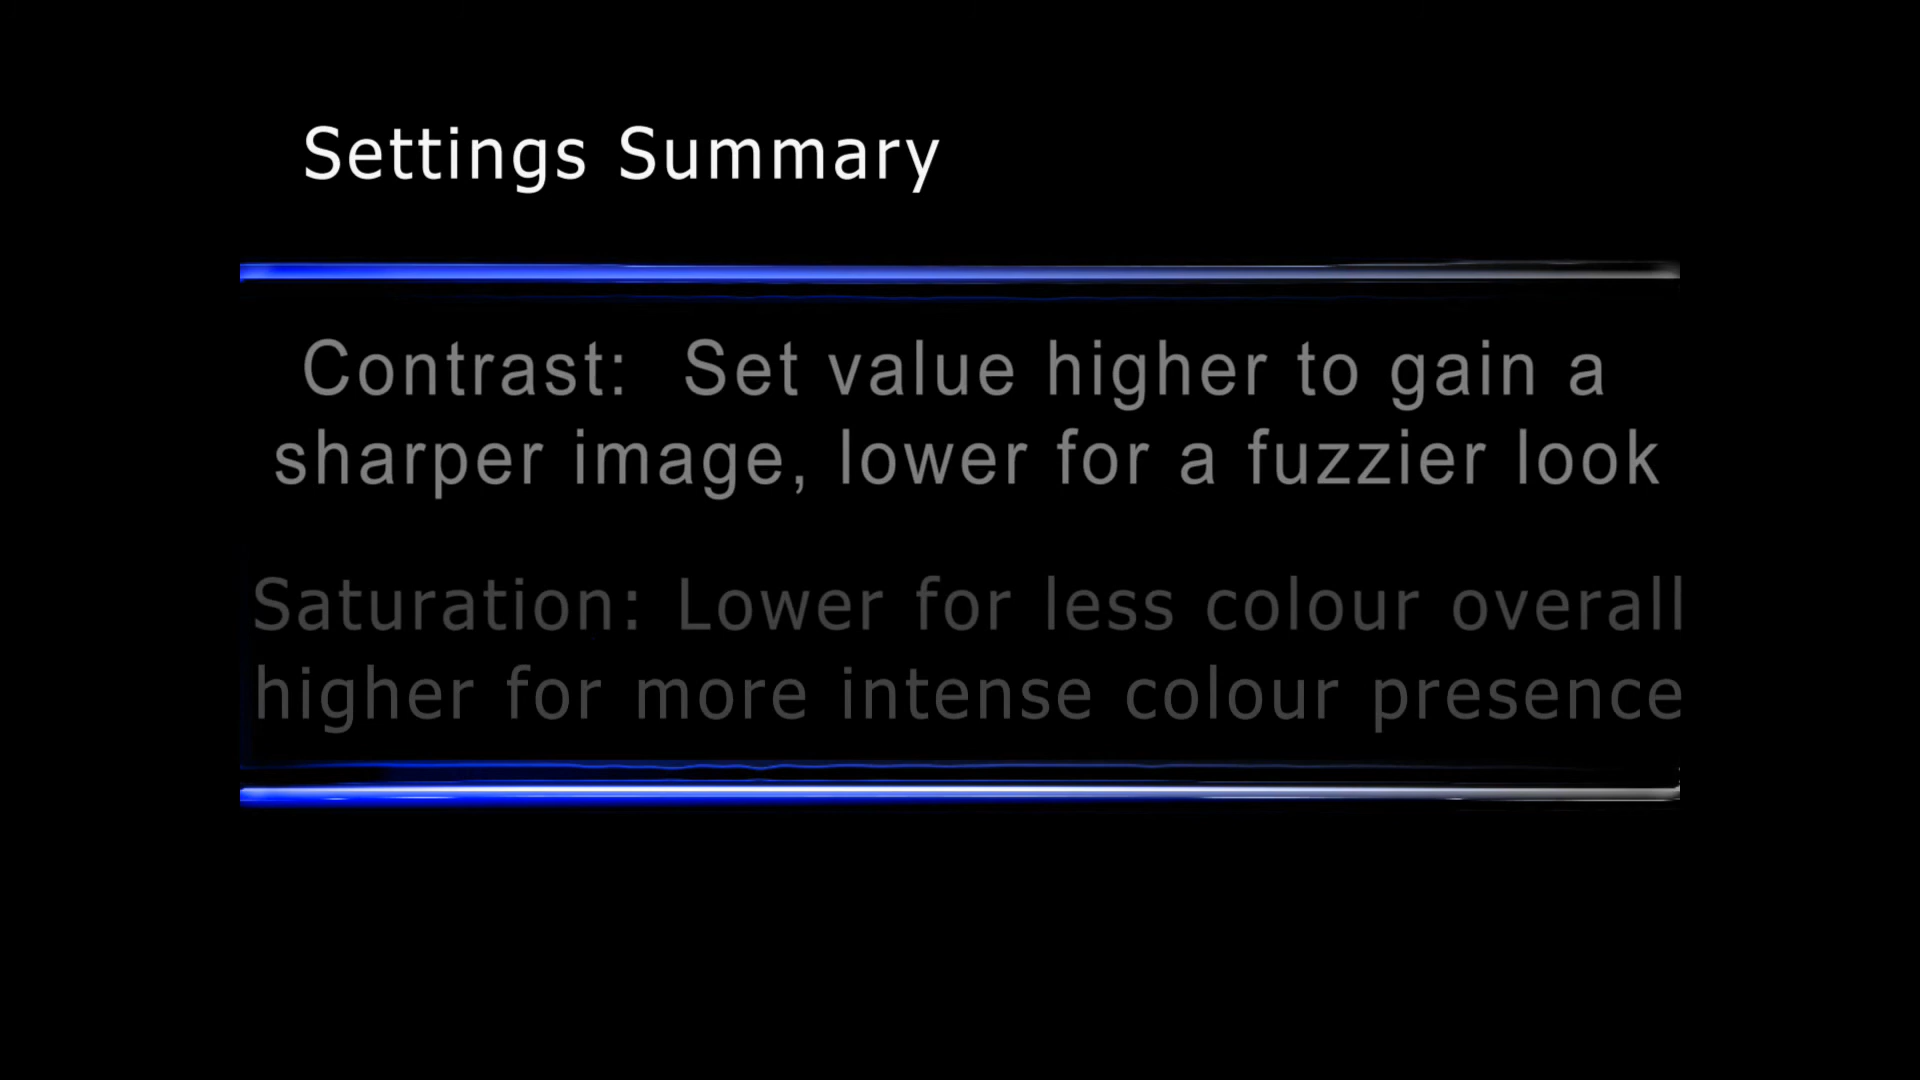 Settings Summary
Contrast: Set value higher to gain a
sharper image, lower for a fuzzier look
Saturation: Lower for less colour overall
higher for more intense colour presence